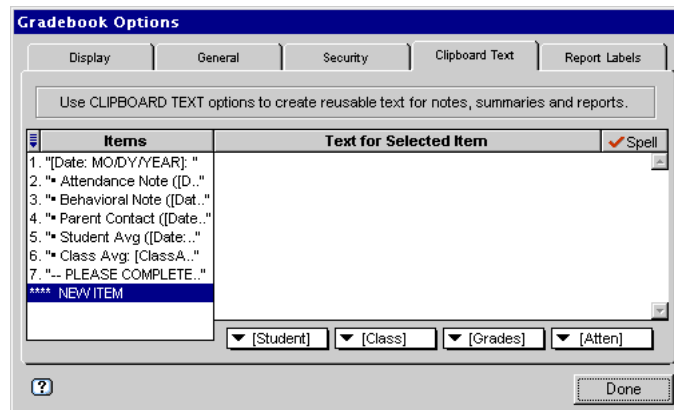 Gradebook Options
Display General Security Clipboard Text Report Labels
Use CLIPBOARD TEXT options to create reusable text for notes, summaries and reports.
Items Text for Selected Item Spell
1. "[Date: MO/DY/YEAR]: "
2. "▪ Attendance Note ([D.."
3. "▪ Behavioral Note ([Dat.."
4. "▪ Parent Contact ([Date.."
5. "▪ Student Avg ([Date:.."
6. "▪ Class Avg: [ClassA.."
7. "-- PLEASE COMPLETE.."
**** NEW ITEM
[Student] [Class] [Grades] [Atten]
? Done